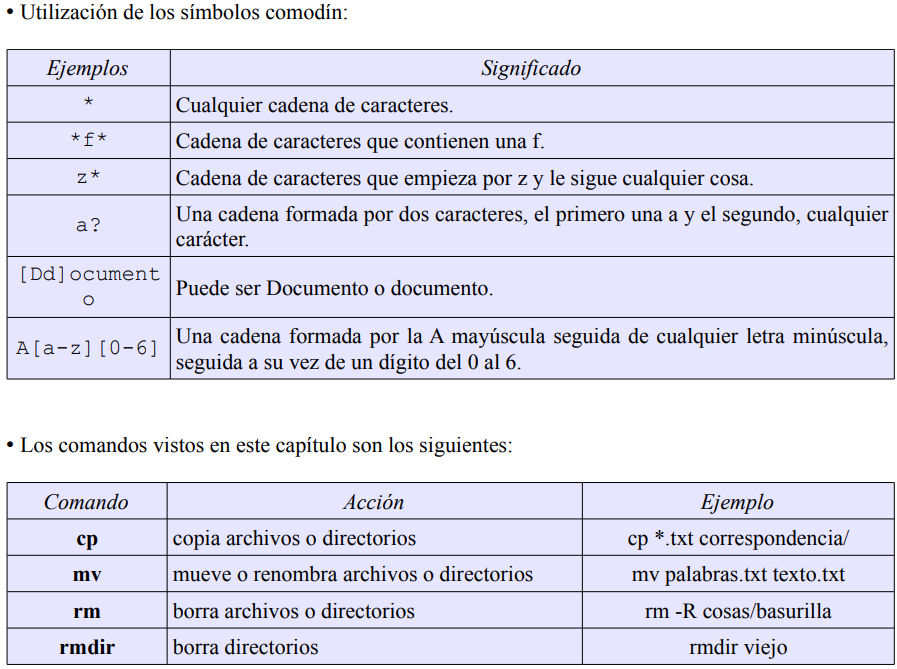 • Utilización de los símbolos comodín:
Ejemplos Significado
* Cualquier cadena de caracteres.
*f* Cadena de caracteres que contienen una f.
z* Cadena de caracteres que empieza por z y le sigue cualquier cosa.
a? Una cadena formada por dos caracteres, el primero una a y el segundo, cualquier
carácter.
[Dd]ocument
o
Puede ser Documento o documento.
A[a-z][0-6] Una cadena formada por la A mayúscula seguida de cualquier letra minúscula,
seguida a su vez de un dígito del 0 al 6.
• Los comandos vistos en este capítulo son los siguientes:
Comando Acción Ejemplo
cp copia archivos o directorios cp *.txt correspondencia/
mv mueve o renombra archivos o directorios mv palabras.txt texto.txt
rm borra archivos o directorios rm -R cosas/basurilla
rmdir borra directorios rmdir viejo